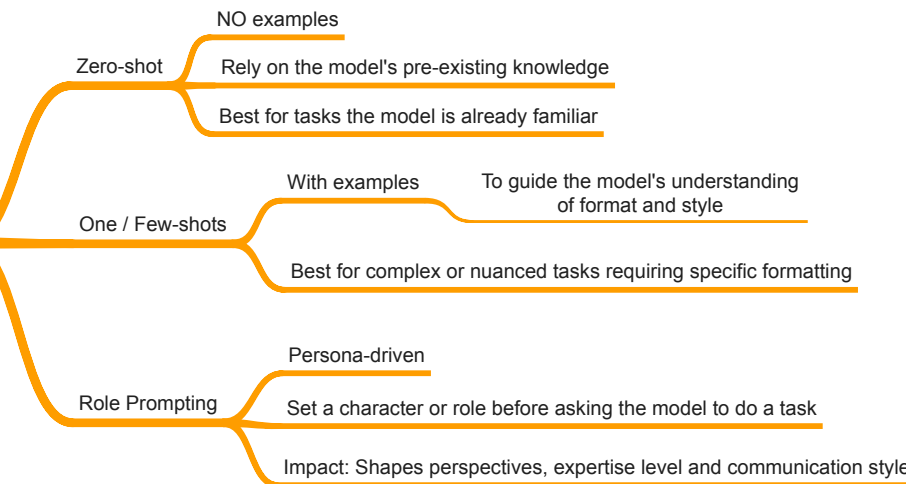 NO examples
Zero-shot
Rely on the model's pre-existing knowledge
Best for tasks the model is already familiar
With examples
To guide the model's understanding
of format and style
One / Few-shots
Best for complex or nuanced tasks requiring specific formatting
Persona-driven
Role Prompting
Set a character or role before asking the model to do a task
Impact: Shapes perspectives, expertise level and communication style